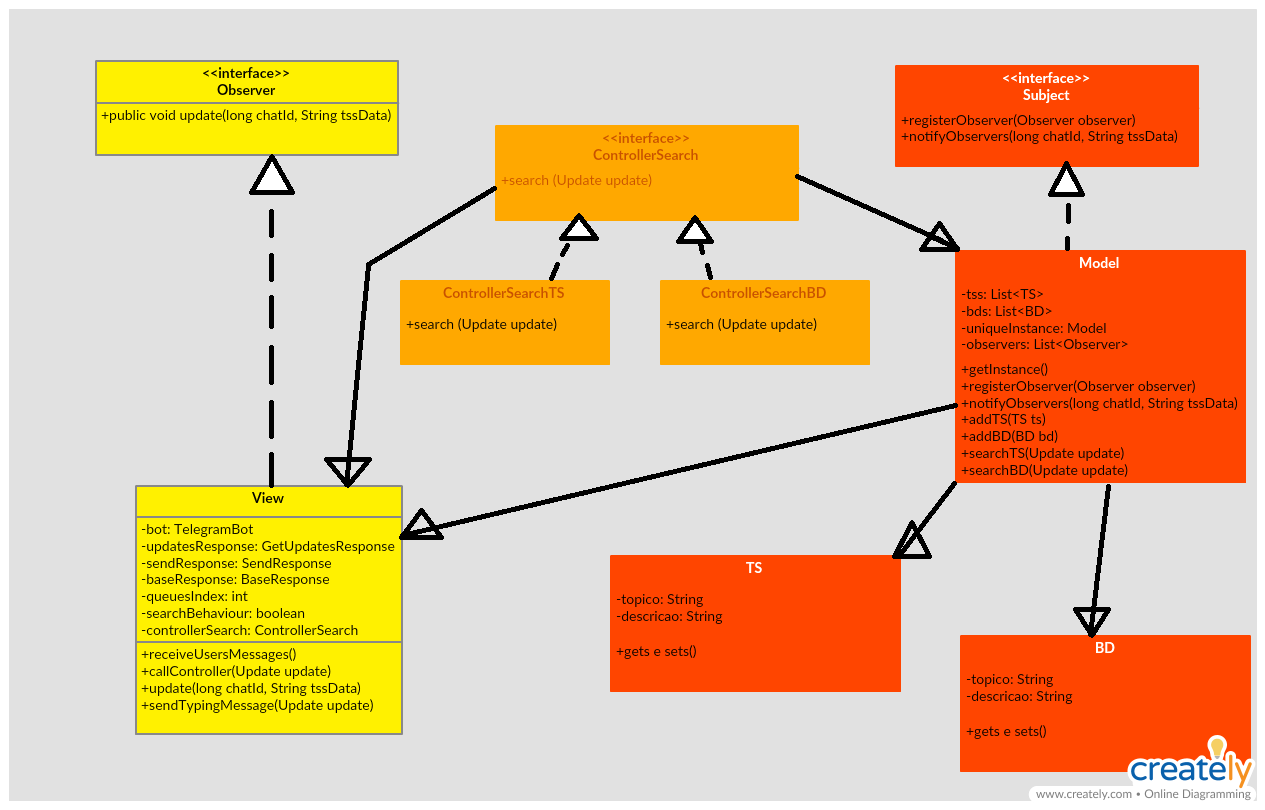 <<interface>>
Observer
+public void update(long chatId, String tssData)
<<interface>>
Subject
+registerObserver(Observer observer)
+notifyObservers(long chatId, String tssData)
<<interface>>
ControllerSearch
+search (Update update)
ControllerSearchTS
+search (Update update)
ControllerSearchBD
+search (Update update)
Model
-tss: List<TS>
-bds: List<BD>
-uniqueInstance: Model
-observers: List<Observer>
+getInstance()
+registerObserver(Observer observer)
+notifyObservers(long chatId, String tssData)
+addTS(TS ts)
+addBD(BD bd)
+searchTS(Update update)
+searchBD(Update update)
View
-bot: TelegramBot
-updatesResponse: GetUpdatesResponse
-sendResponse: SendResponse
-baseResponse: BaseResponse
-queuesIndex: int
-searchBehaviour: boolean
-controllerSearch: ControllerSearch
+receiveUsersMessages()
+callController(Update update)
+update(long chatId, String tssData)
+sendTypingMessage(Update update)
TS
-topico: String
-descricao: String
+gets e sets()
BD
-topico: String
-descricao: String
+gets e sets()
creately
www.creately.com • Online Diagramming